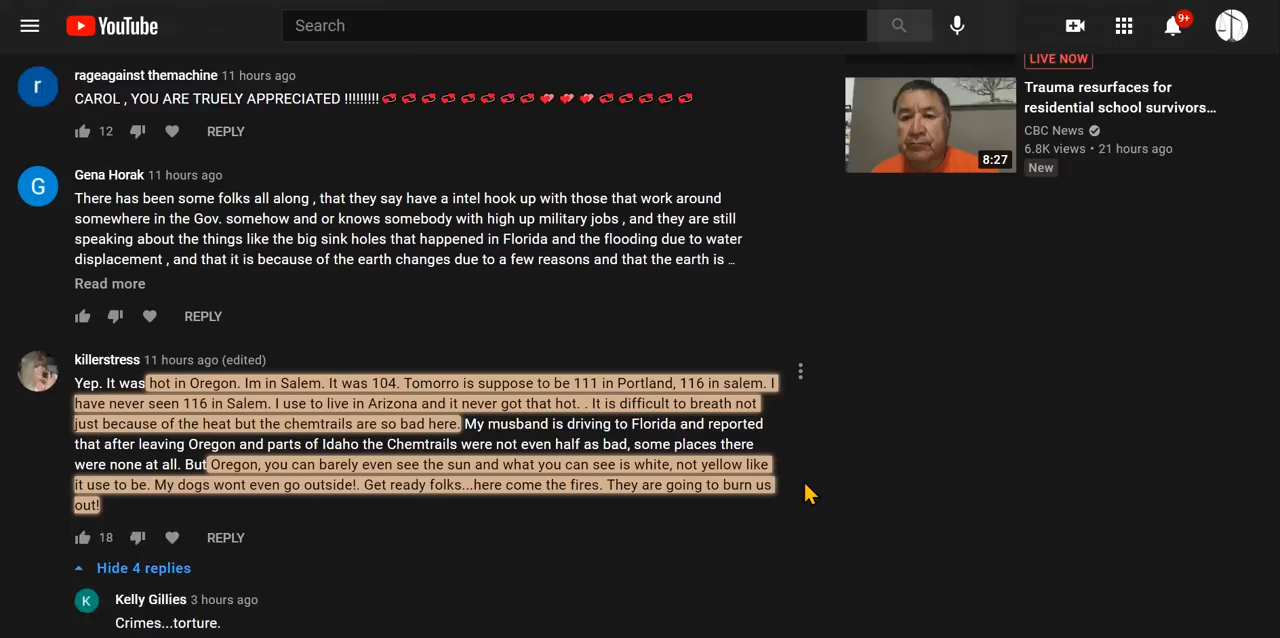 YouTube
Search
9+
r
rageagainst themachine 11 hours ago
CAROL , YOU ARE TRUELY APPRECIATED !!!!!!!!!
12
REPLY
G
Gena Horak 11 hours ago
There has been some folks all along , that they say have a intel hook up with those that work around
somewhere in the Gov. somehow and or knows somebody with high up military jobs , and they are still
speaking about the things like the big sink holes that happened in Florida and the flooding due to water
displacement , and that it is because of the earth changes due to a few reasons and that the earth is ...
Read more
REPLY
killerstress 11 hours ago (edited)
Yep. It was hot in Oregon. Im in Salem. It was 104. Tomorro is suppose to be 111 in Portland, 116 in salem. I
have never seen 116 in Salem. I use to live in Arizona and it never got that hot. . It is difficult to breath not
just because of the heat but the chemtrails are so bad here. My musband is driving to Florida and reported
that after leaving Oregon and parts of Idaho the Chemtrails were not even half as bad, some places there
were none at all. But Oregon, you can barely even see the sun and what you can see is white, not yellow like
it use to be. My dogs wont even go outside!. Get ready folks...here come the fires. They are going to burn us
out!
18
REPLY
Hide 4 replies
K
Kelly Gillies 3 hours ago
Crimes...torture.
LIVE NOW
8:27
Trauma resurfaces for
residential school survivors...
CBC News
6.8K views • 21 hours ago
New